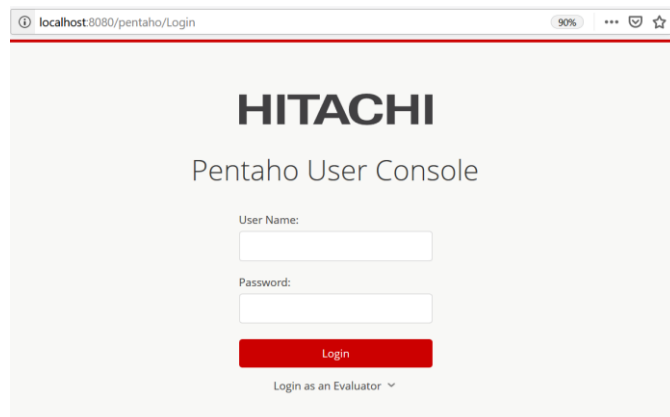 localhost:8080/pentaho/Login 90%
HITACHI
Pentaho User Console
User Name:
Password:
Login
Login as an Evaluator